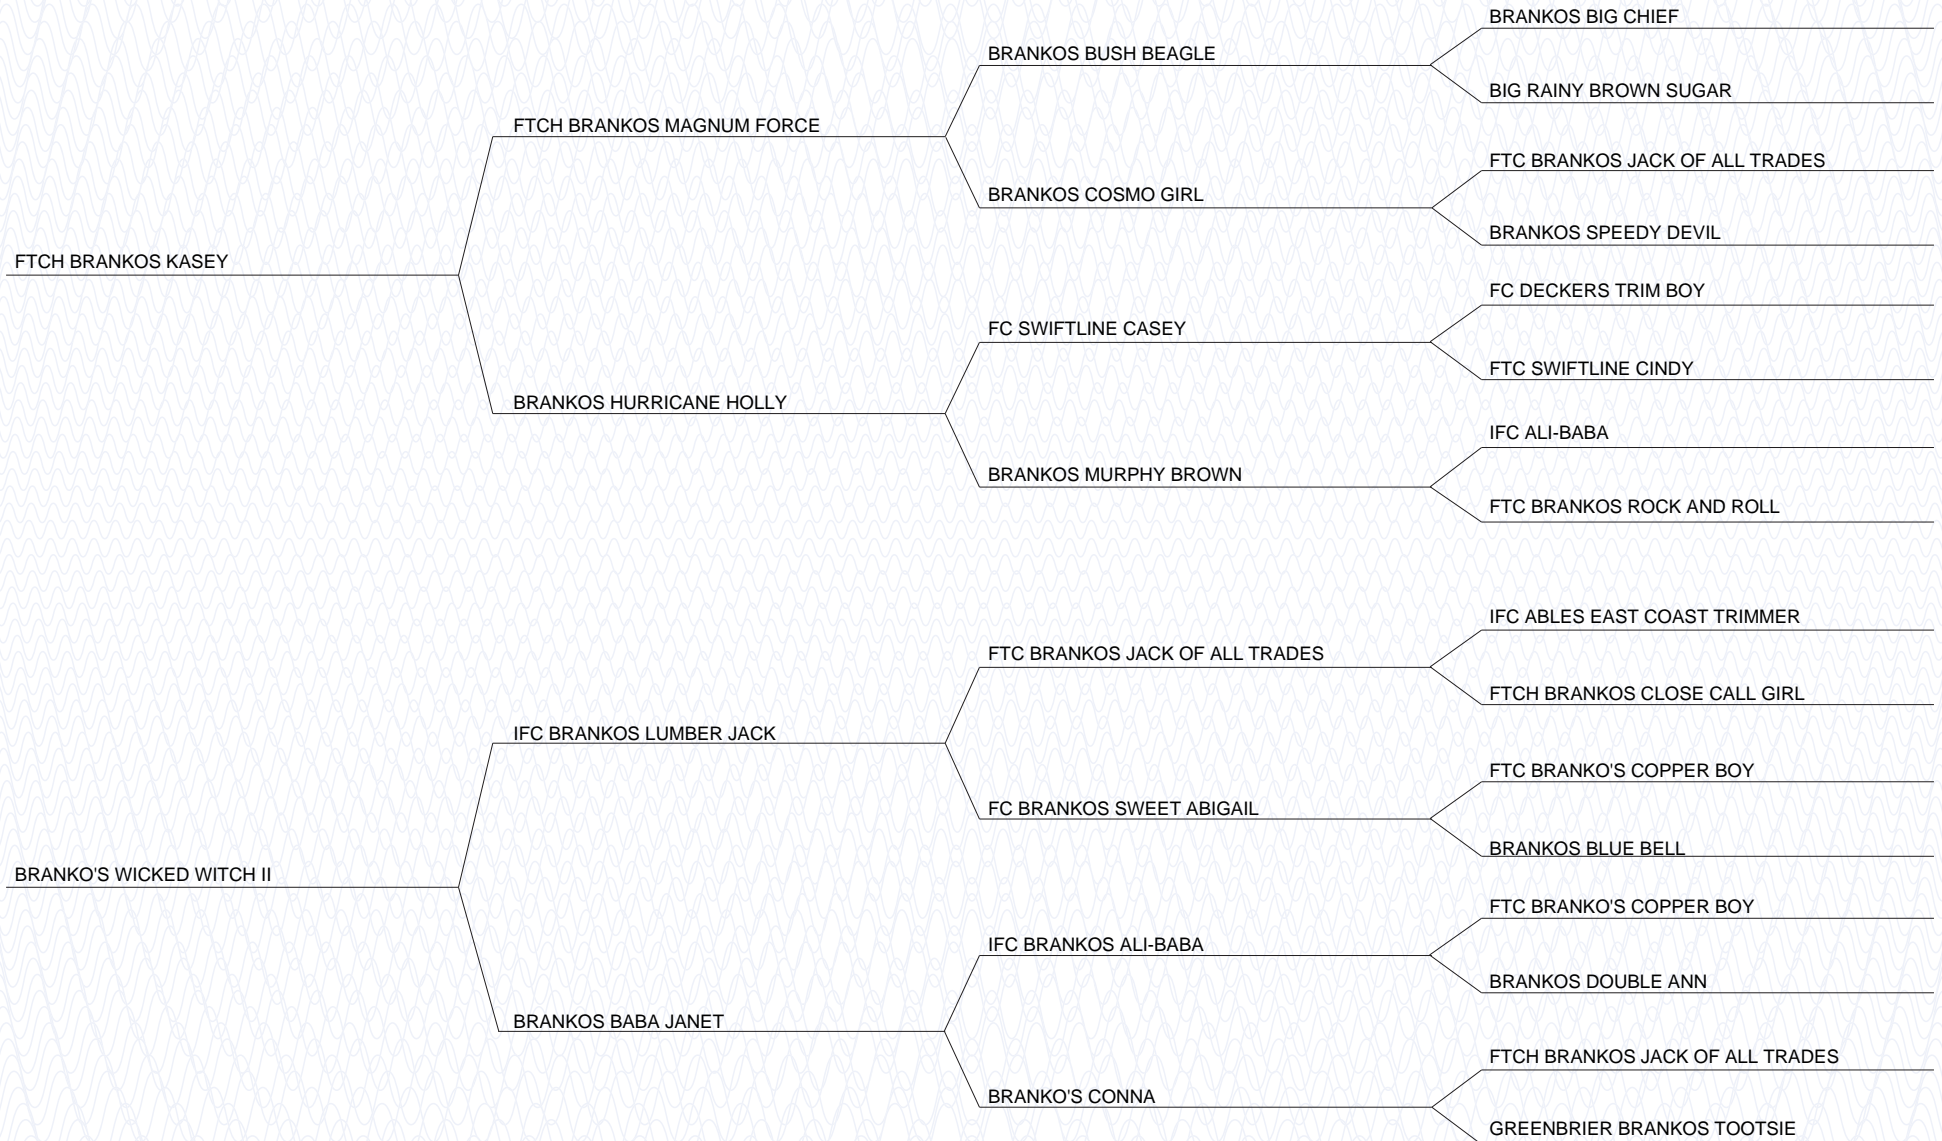 BRANKOS BIG CHIEF
BRANKOS BUSH BEAGLE
BIG RAINY BROWN SUGAR
FTCH BRANKOS MAGNUM FORCE
FTC BRANKOS JACK OF ALL TRADES
BRANKOS COSMO GIRL
BRANKOS SPEEDY DEVIL
FTCH BRANKOS KASEY
FC DECKERS TRIM BOY
FC SWIFTLINE CASEY
FTC SWIFTLINE CINDY
BRANKOS HURRICANE HOLLY
IFC ALI-BABA
BRANKOS MURPHY BROWN
FTC BRANKOS ROCK AND ROLL
IFC ABLES EAST COAST TRIMMER
FTC BRANKOS JACK OF ALL TRADES
FTCH BRANKOS CLOSE CALL GIRL
IFC BRANKOS LUMBER JACK
FTC BRANKO'S COPPER BOY
FC BRANKOS SWEET ABIGAIL
BRANKOS BLUE BELL
BRANKO'S WICKED WITCH II
FTC BRANKO'S COPPER BOY
IFC BRANKOS ALI-BABA
BRANKOS DOUBLE ANN
BRANKOS BABA JANET
FTCH BRANKOS JACK OF ALL TRADES
BRANKO'S CONNA
GREENBRIER BRANKOS TOOTSIE